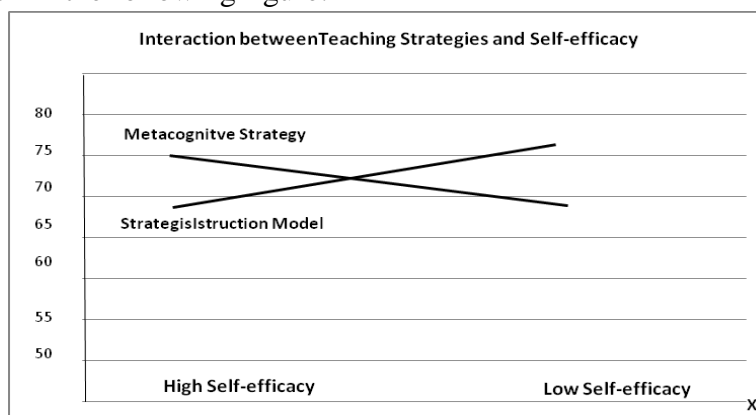 Interaction betweenTeaching Strategies and Self-efficacy
80
Metacognitve Strategy
75
70
65
StrategisIstruction Model
60
55
50
High Self-efficacy
Low Self-efficacy
X